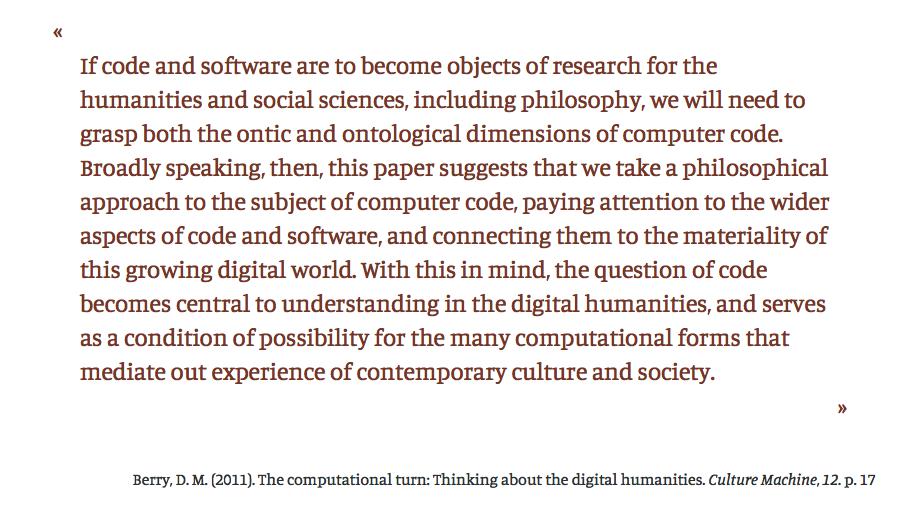 «
If code and software are to become objects of research for the
humanities and social sciences, including philosophy, we will need to
grasp both the ontic and ontological dimensions of computer code.
Broadly speaking, then, this paper suggests that we take a philosophical
approach to the subject of computer code, paying attention to the wider
aspects of code and software, and connecting them to the materiality of
this growing digital world. With this in mind, the question of code
becomes central to understanding in the digital humanities, and serves
as a condition of possibility for the many computational forms that
mediate out experience of contemporary culture and society.
»
Berry, D. M. (2011). The computational turn: Thinking about the digital humanities. Culture Machine, 12. p. 17